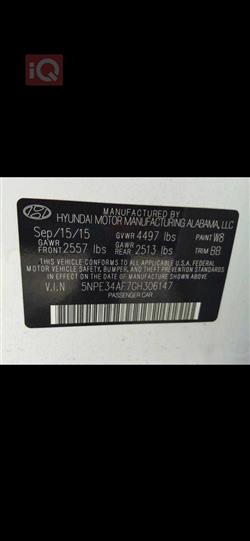 iQ
MANUFACTURED BY
HYUNDAI MOTOR MANUFACTURING ALABAMA, LLC
Sep/15/15 GVWR 4497 lbs PAINT W8
GAWR FRONT 2557 lbs GAWR REAR 2513 lbs TRIM BB
THIS VEHICLE CONFORMS TO ALL APPLICABLE U.S.A. FEDERAL
MOTOR VEHICLE SAFETY, BUMPER, AND THEFT PREVENTION STANDARDS
IN EFFECT ON THE DATE OF MANUFACTURE SHOWN ABOVE.
V.I.N 5NPE34AF7GH306147
PASSENGER CAR